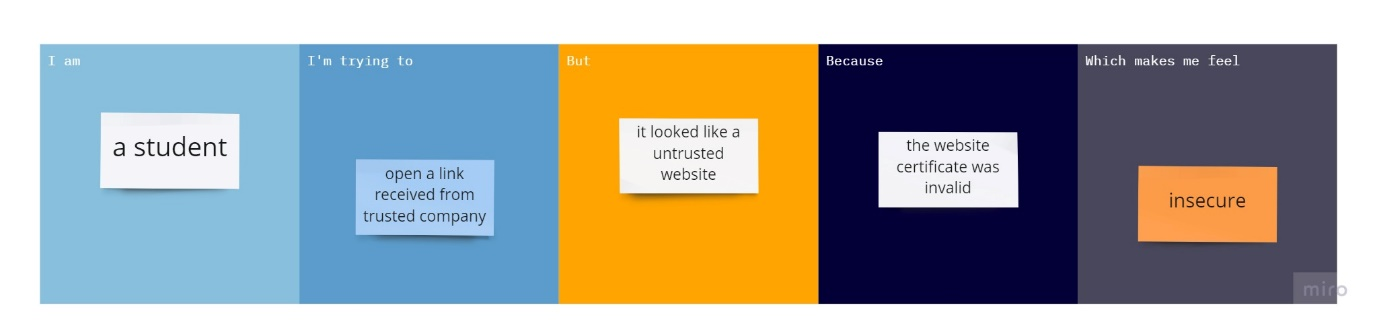 I am
a student
I'm trying to
open a link
received from
trusted company
But
it looked like a
untrusted
website
Because
the website
certificate was
invalid
Which makes me feel
insecure
miro